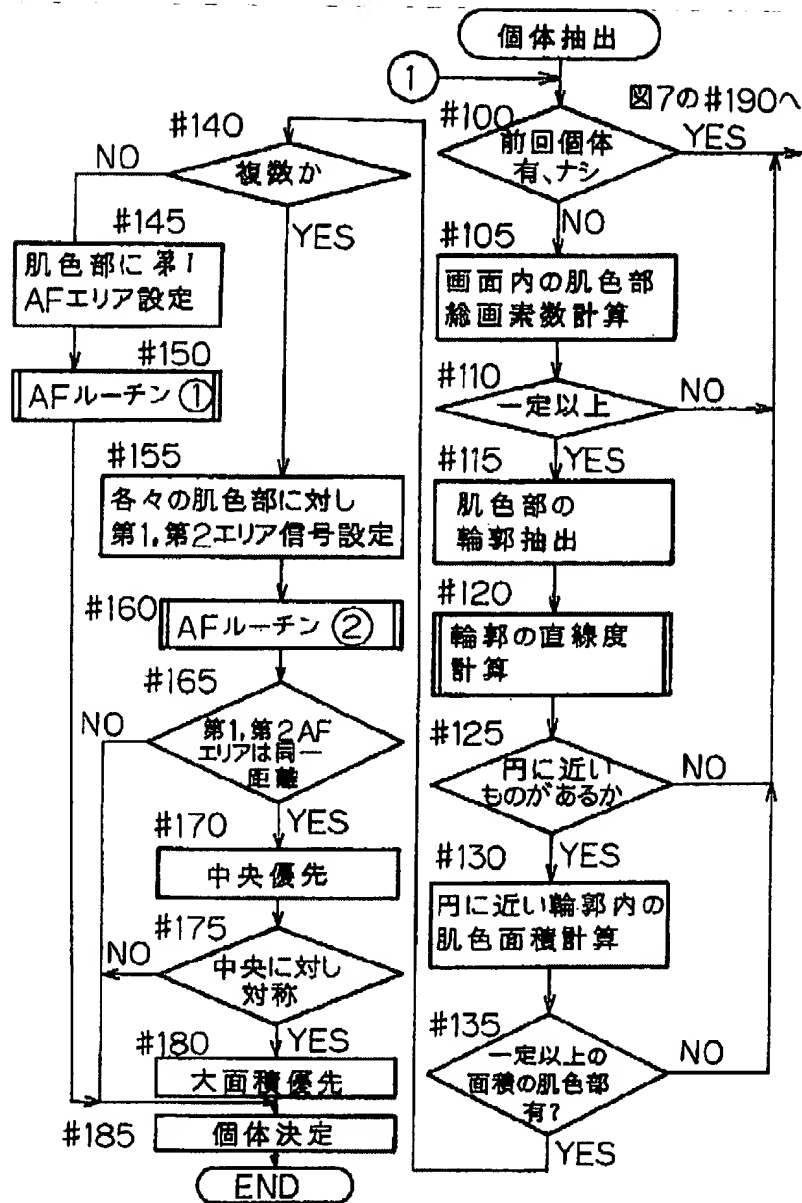 個体抽出
①
図7の#190へ
#100
前回個体
有、ナシ
YES
NO
#105
画面内の肌色部
総画素数計算
#110
一定以上
NO
YES
#115
肌色部の
輪郭抽出
#120
輪郭の直線度
計算
#125
円に近い
ものがあるか
NO
YES
#130
円に近い輪郭内の
肌色面積計算
#135
一定以上の
面積の肌色部
有?
NO
YES
#140
複数か
NO
YES
#145
肌色部に第1
AFエリア設定
#150
AFルーチン①
#155
各々の肌色部に対し
第1,第2エリア信号設定
#160
AFルーチン②
#165
第1,第2AF
エリアは同一
距離
NO
YES
#170
中央優先
#175
中央に対し
対称
NO
YES
#180
大面積優先
#185
個体決定
END